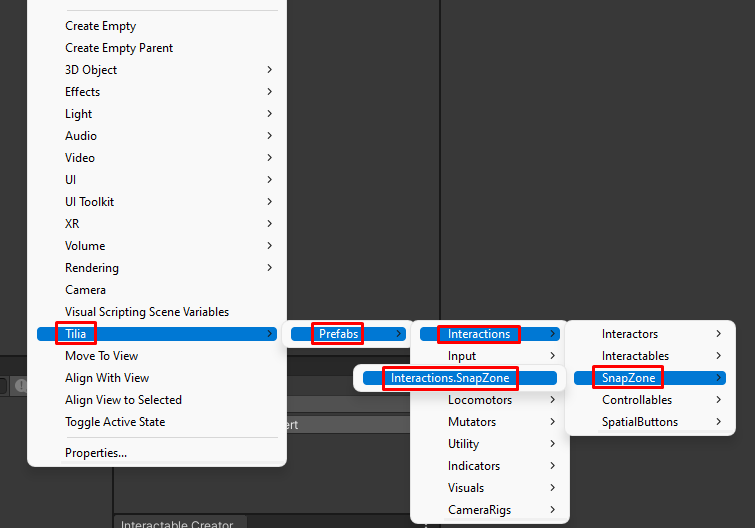 Create Empty
Create Empty Parent
3D Object
Effects
Light
Audio
Video
UI
UI Toolkit
XR
Volume
Rendering
Camera
Visual Scripting Scene Variables
Tilia
Move To View
Align With View
Align View to Selected
Toggle Active State
Properties...
Prefabs
Interactions
Input
Interactions.SnapZone
Locomotors
Mutators
Utility
Indicators
Visuals
CameraRigs
Interactors
Interactables
SnapZone
Controllables
SpatialButtons
Interactable Creator